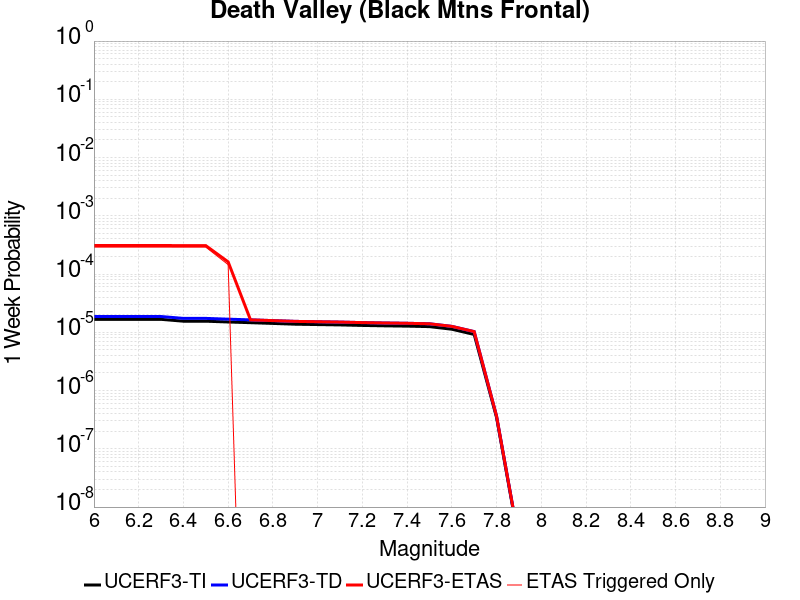 Death Valley (Black Mtns Frontal)
10^0
10^-1
10^-2
10^-3
10^-4
10^-5
10^-6
10^-7
10^-8
1 Week Probability
6 6.2 6.4 6.6 6.8 7 7.2 7.4 7.6 7.8 8 8.2 8.4 8.6 8.8 9
Magnitude
UCERF3-TI UCERF3-TD UCERF3-ETAS ETAS Triggered Only